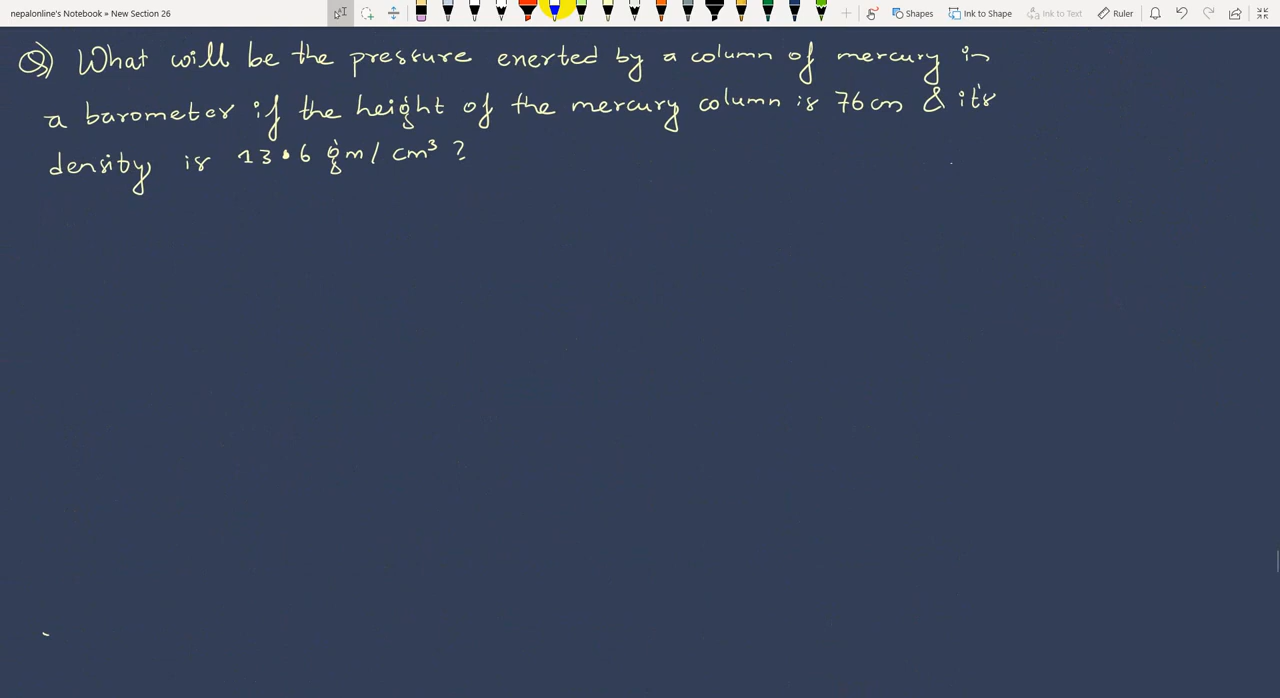 nepalonline's Notebook » New Section 26
Shapes Ink to Shape Ink to Text Ruler
Q) What will be the pressure enerted by a column of mercury in
a barometer if the height of the mercury column is 76 cm & it's
density is 13.6 gm/cm³ ?